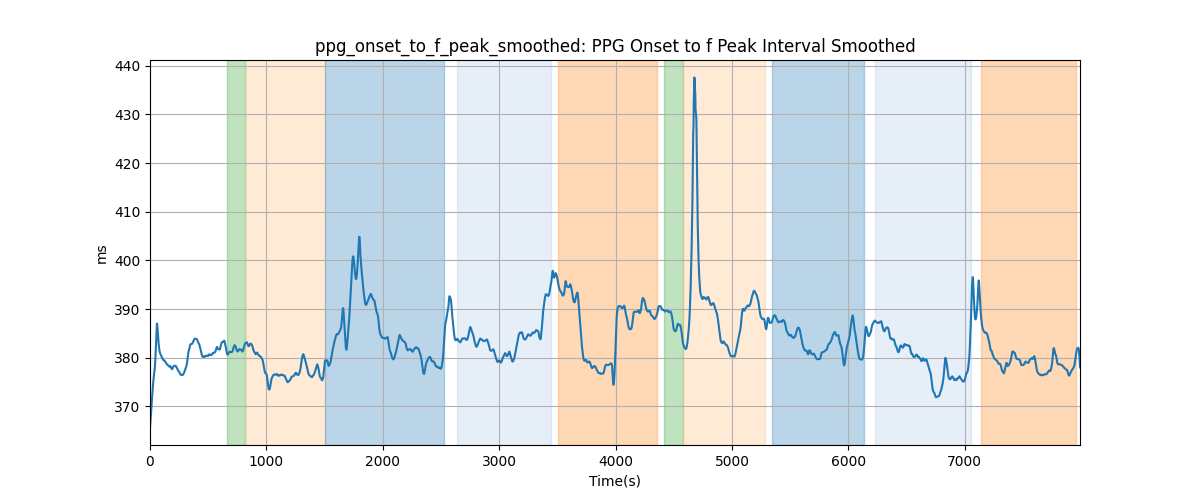 ppg_onset_to_f_peak_smoothed: PPG Onset to f Peak Interval Smoothed
440
430
420
410
400
390
380
370
ms
0 1000 2000 3000 4000 5000 6000 7000
Time(s)